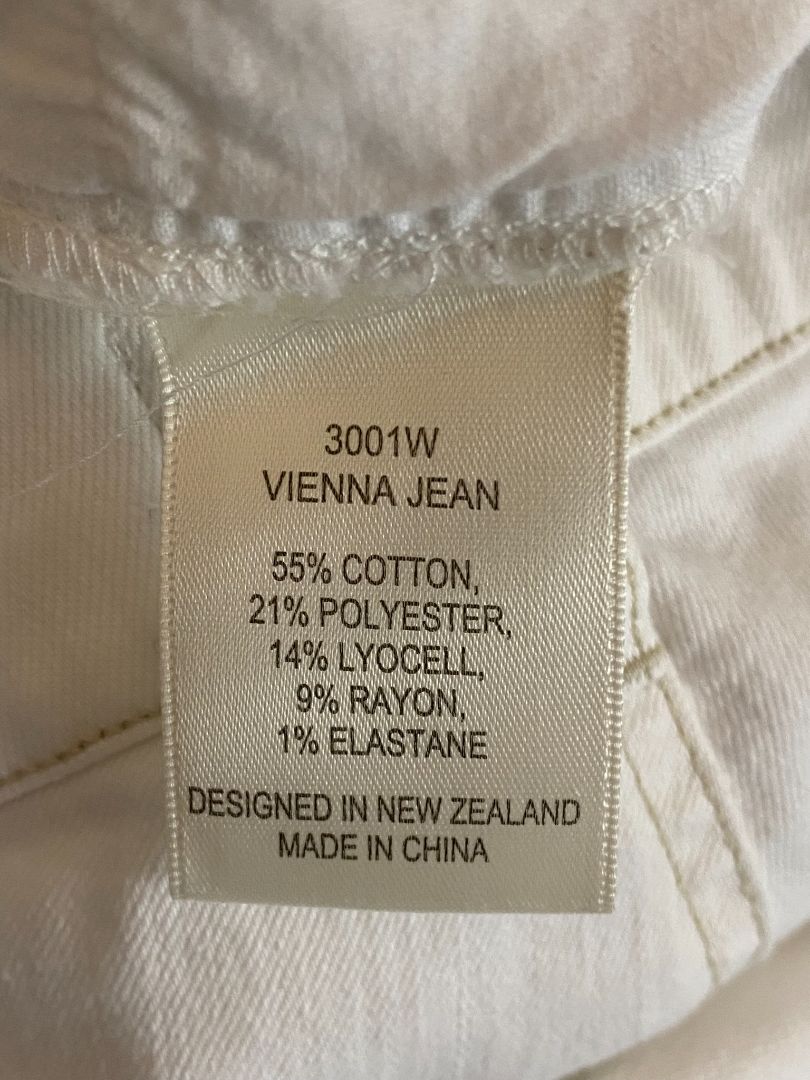 3001W
VIENNA JEAN
55% COTTON,
21% POLYESTER,
14% LYOCELL,
9% RAYON,
1% ELASTANE
DESIGNED IN NEW ZEALAND
MADE IN CHINA